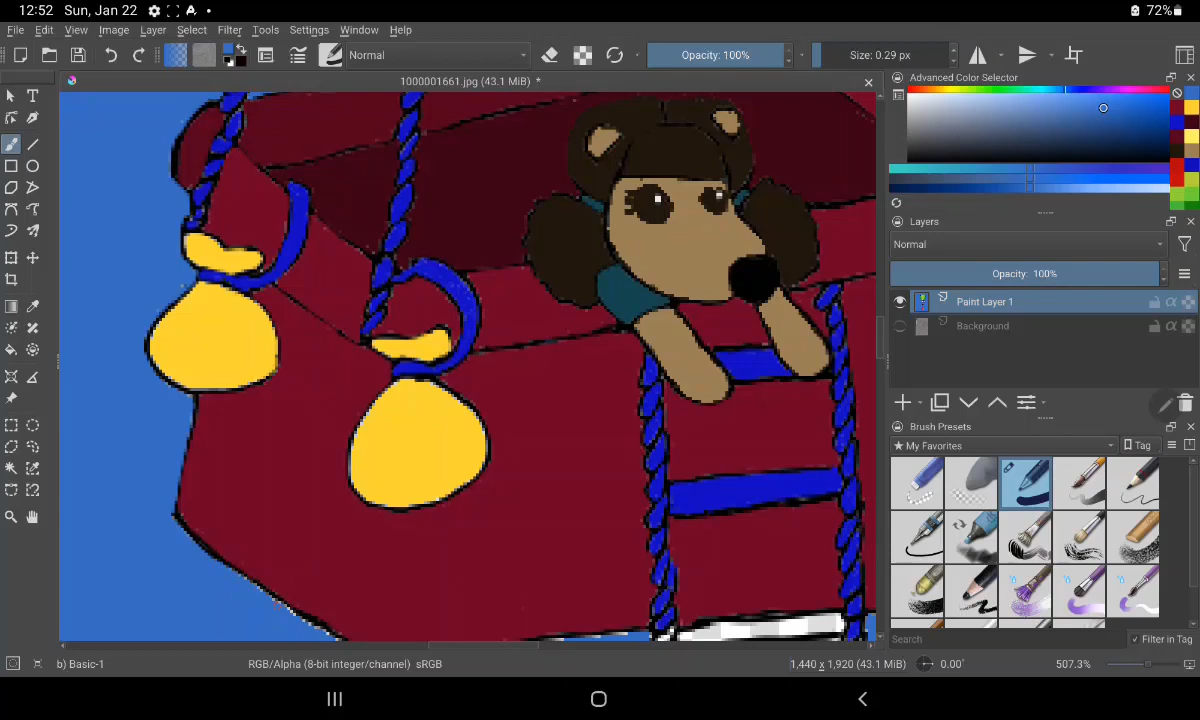 12:52 Sun, Jan 22 72%
File Edit View Image Layer Select Filter Tools Settings Window Help
Normal Opacity: 100% Size: 0.29 px
1000001661.jpg (43.1 MiB) *
Advanced Color Selector
Layers
Normal
Opacity: 100%
Paint Layer 1
Background
Brush Presets
★ My Favorites Tag
Search Filter in Tag
b) Basic-1 RGB/Alpha (8-bit integer/channel) sRGB 1,440 x 1,920 (43.1 MiB) 0.00° 507.3%